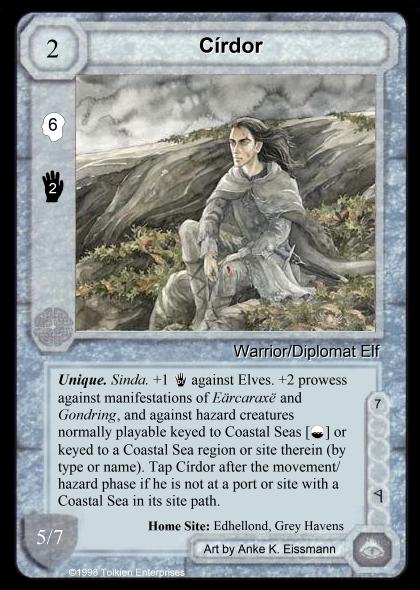 2
Círdor
6
2
Warrior/Diplomat Elf
Unique. Sinda. +1 against Elves. +2 prowess
against manifestations of Eärcaraxë and
Gondring, and against hazard creatures
normally playable keyed to Coastal Seas [ ] or
keyed to a Coastal Sea region or site therein (by
type or name). Tap Círdor after the movement/
hazard phase if he is not at a port or site with a
Coastal Sea in its site path.
7
Home Site: Edhellond, Grey Havens
5/7
Art by Anke K. Eissmann
©1998 Tolkien Enterprises